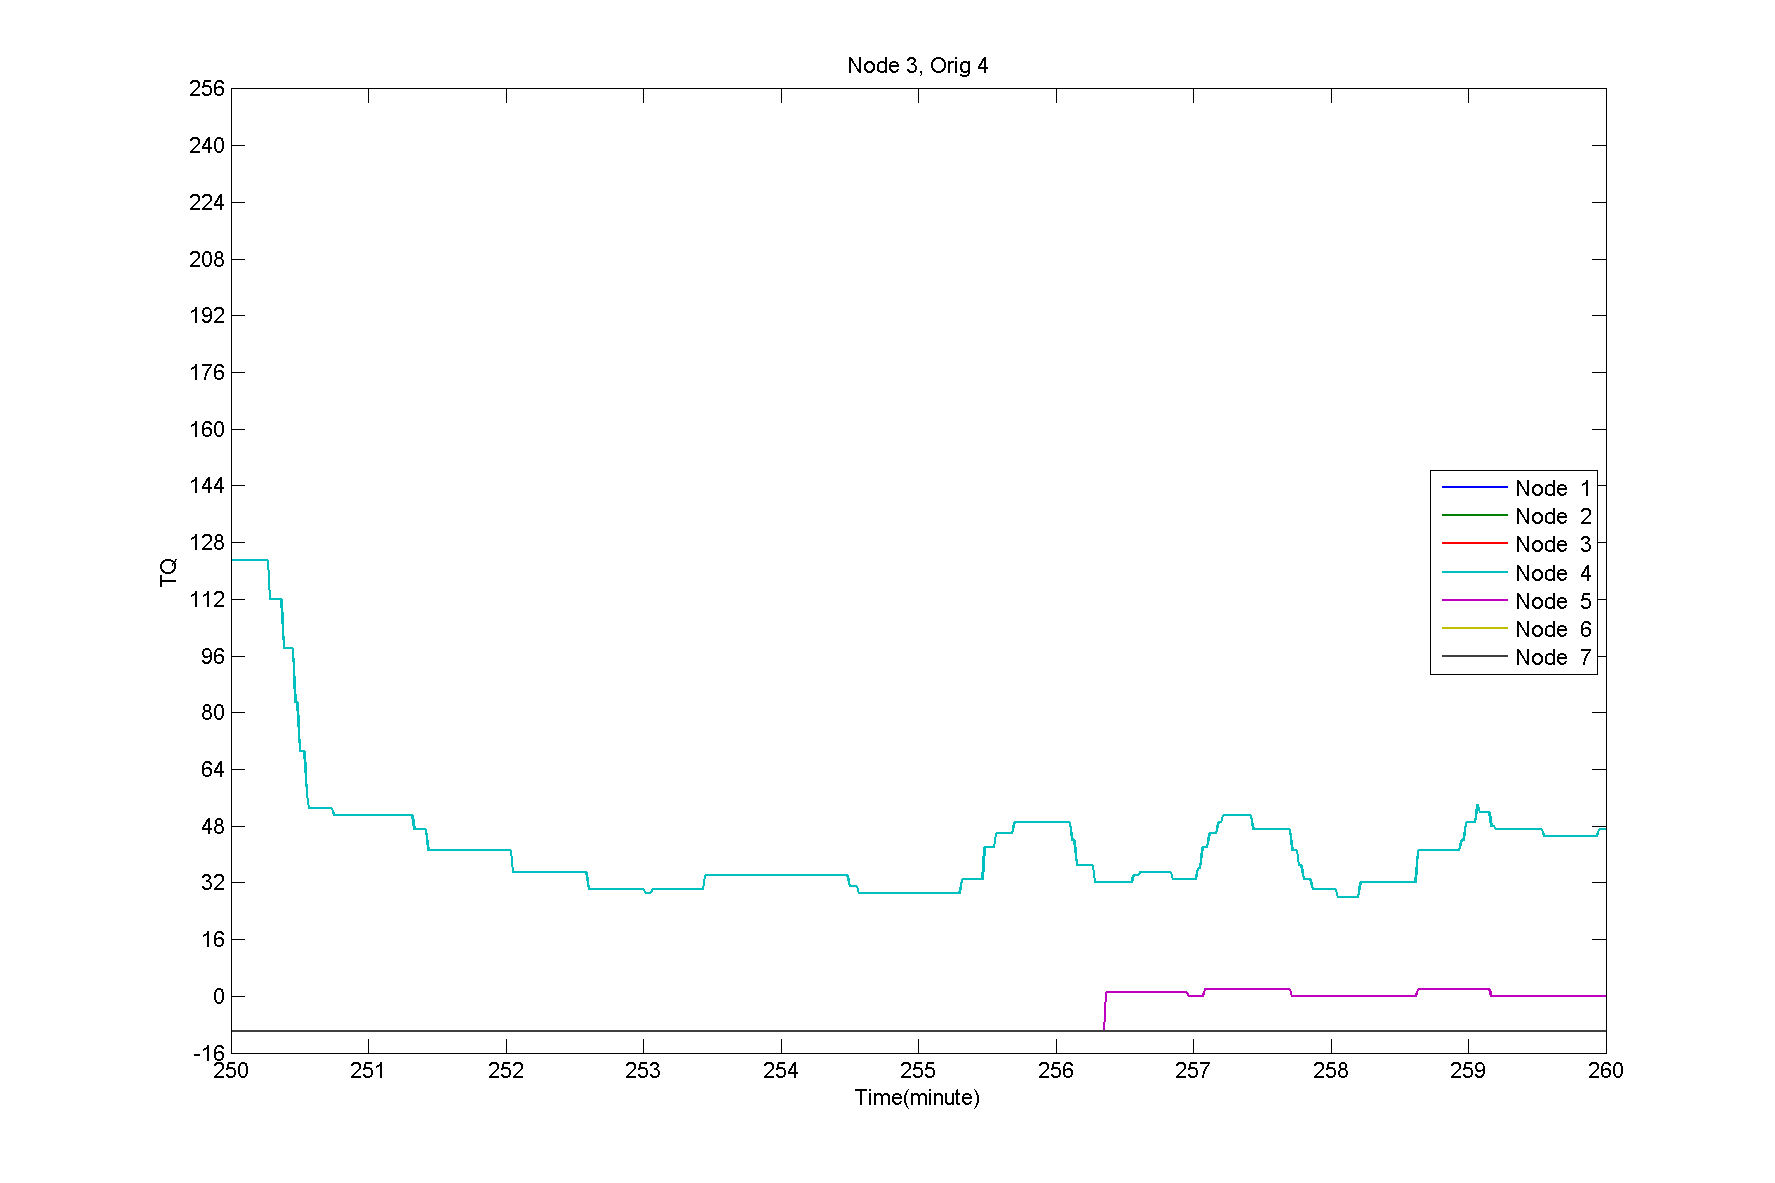 Node 3, Orig 4
256
240
224
208
192
176
160
144
128
112
96
80
64
48
32
16
0
-16
TQ
Node 1
Node 2
Node 3
Node 4
Node 5
Node 6
Node 7
250 251 252 253 254 255 256 257 258 259 260
Time(minute)